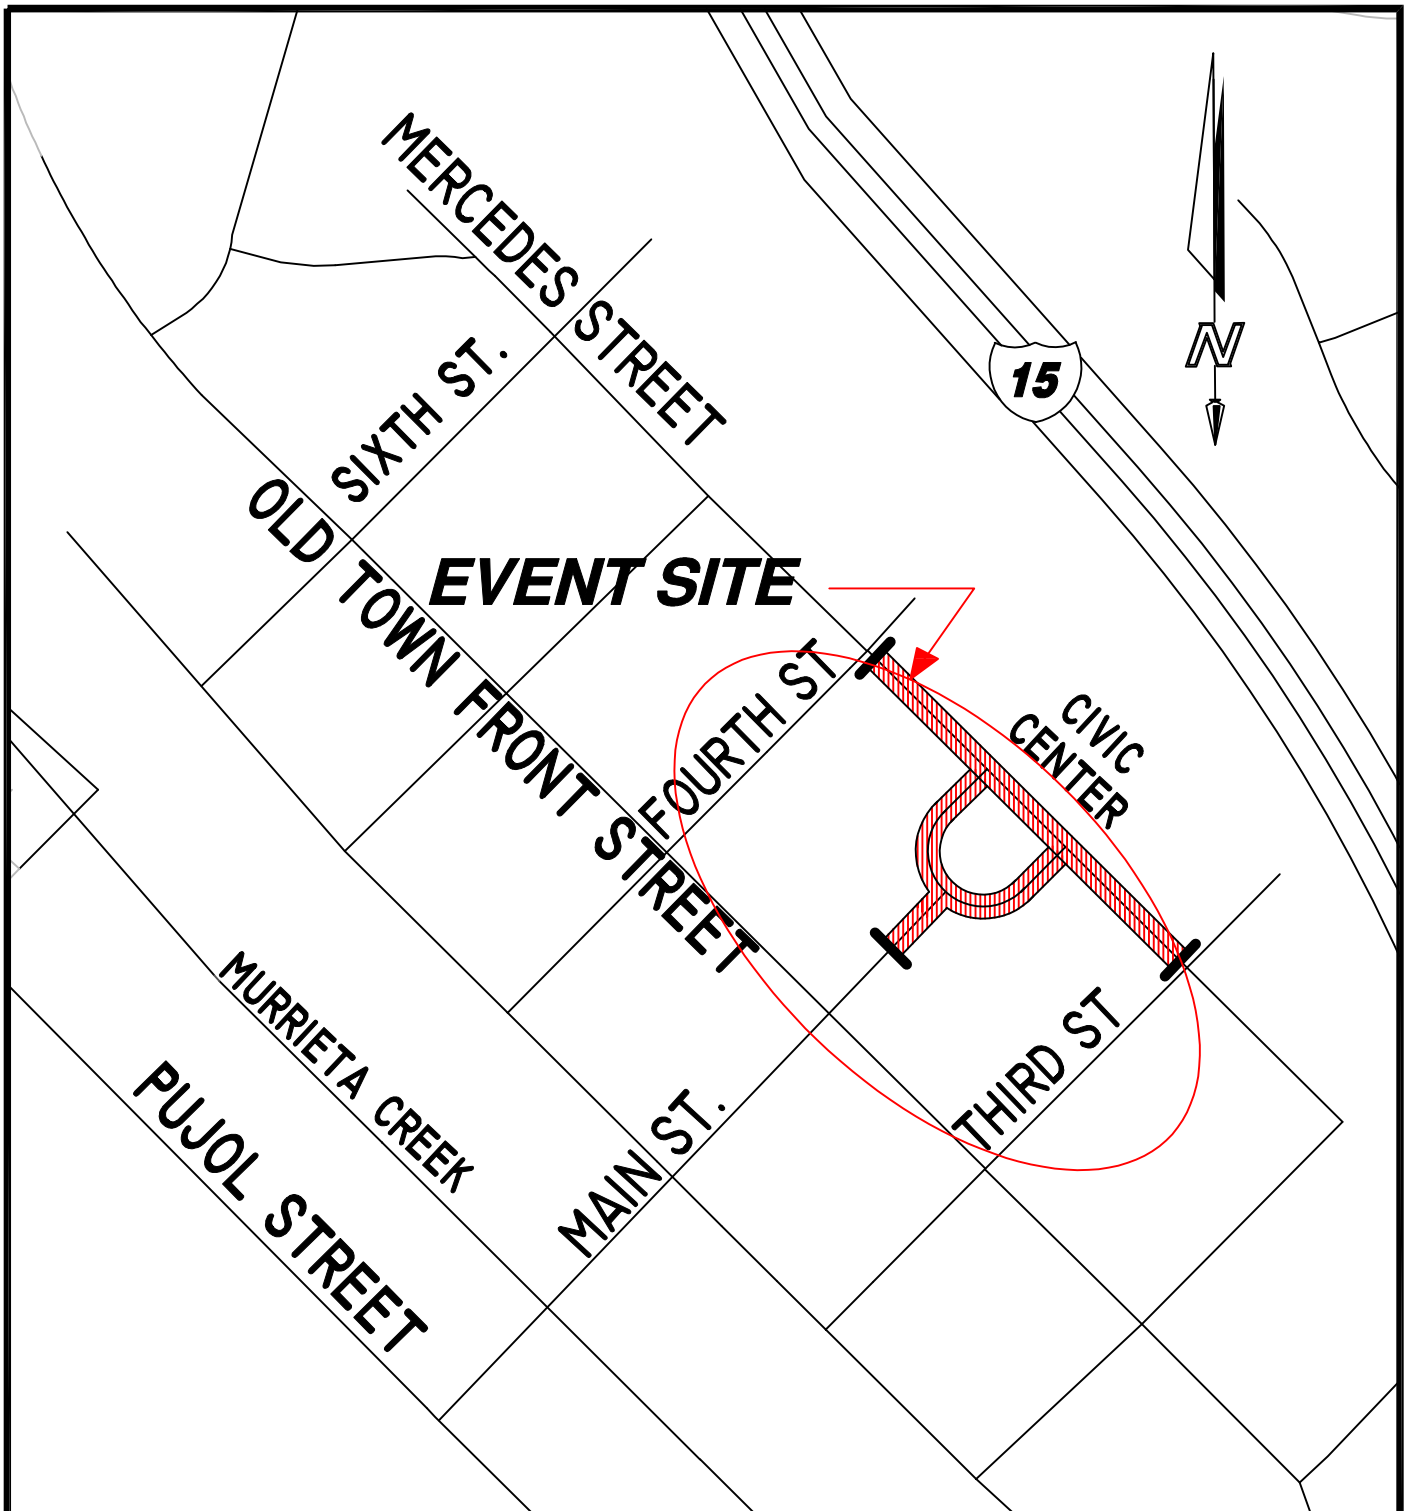 MERCEDES STREET
SIXTH ST.
15
N
OLD TOWN FRONT STREET
EVENT SITE
FOURTH ST
CIVIC
CENTER
MURRIETA CREEK
PUJOL STREET
MAIN ST.
THIRD ST